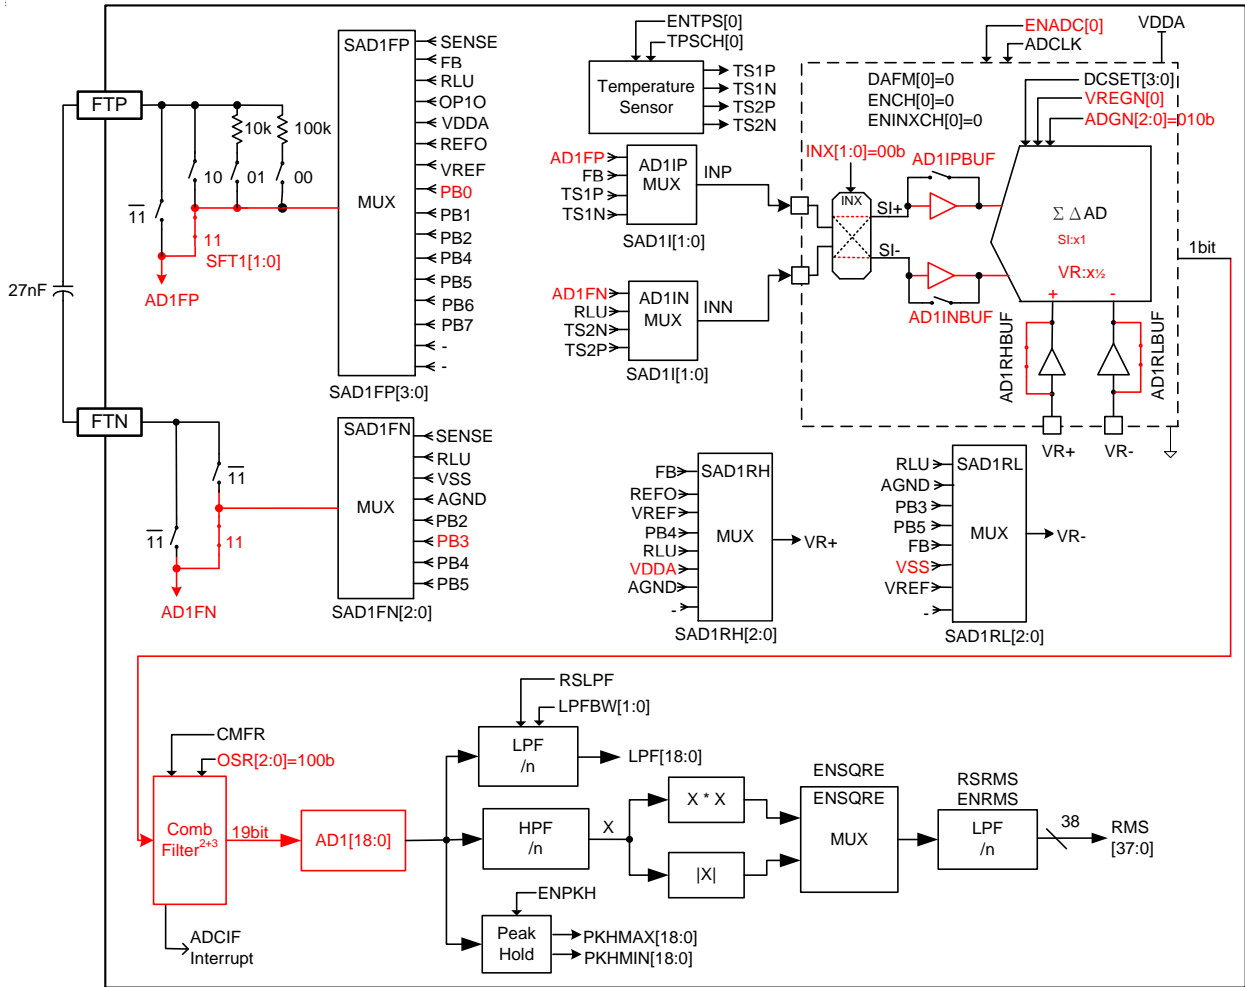 FTP
27nF
FTN
10k
100k
10
01
00
11
11
SFT1[1:0]
AD1FP
SAD1FP
MUX
SENSE
FB
RLU
OP1O
VDDA
REFO
VREF
PB0
PB1
PB2
PB4
PB5
PB6
PB7
-
-
SAD1FP[3:0]
11
11
11
AD1FN
SAD1FN
MUX
SENSE
RLU
VSS
AGND
PB2
PB3
PB4
PB5
SAD1FN[2:0]
ENTPS[0]
TPSCH[0]
Temperature
Sensor
TS1P
TS1N
TS2P
TS2N
AD1FP
FB
TS1P
TS1N
AD1IP
MUX
INP
SAD1I[1:0]
AD1FN
RLU
TS2N
TS2P
AD1IN
MUX
INN
SAD1I[1:0]
ENADC[0]
ADCLK
VDDA
DAFM[0]=0
ENCH[0]=0
ENINXCH[0]=0
DCSET[3:0]
VREGN[0]
ADGN[2:0]=010b
INX[1:0]=00b
INX
SI+
SI-
AD1IPBUF
AD1INBUF
Σ Δ AD
SI:x1
VR:x½
+
-
1bit
AD1RHBUF
AD1RLBUF
VR+
VR-
FB
REFO
VREF
PB4
RLU
VDDA
AGND
-
SAD1RH
MUX
VR+
SAD1RH[2:0]
RLU
AGND
PB3
PB5
FB
VSS
VREF
-
SAD1RL
MUX
VR-
SAD1RL[2:0]
CMFR
OSR[2:0]=100b
Comb
Filter2+3
19bit
ADCIF
Interrupt
AD1[18:0]
RSLPF
LPFBW[1:0]
LPF
/n
LPF[18:0]
HPF
/n
X
X * X
|X|
ENPKH
Peak
Hold
PKHMAX[18:0]
PKHMIN[18:0]
ENSQRE
ENSQRE
MUX
RSRMS
ENRMS
LPF
/n
38
RMS
[37:0]